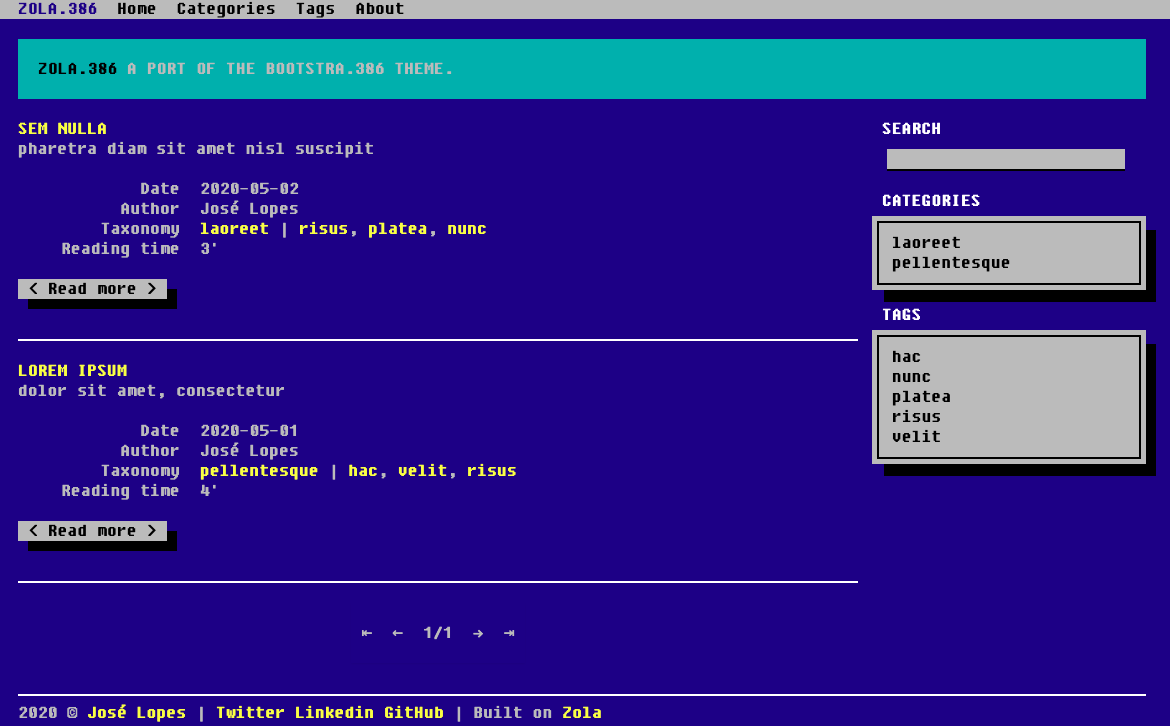 ZOLA.386 Home Categories Tags About
ZOLA.386 A PORT OF THE BOOTSTRA.386 THEME.
SEM NULLA
pharetra diam sit amet nisl suscipit
Date 2020-05-02
Author José Lopes
Taxonomy laoreet | risus, platea, nunc
Reading time 3'
< Read more >
LOREM IPSUM
dolor sit amet, consectetur
Date 2020-05-01
Author José Lopes
Taxonomy pellentesque | hac, velit, risus
Reading time 4'
< Read more >
⇤ ← 1/1 → ⇥
SEARCH
CATEGORIES
laoreet
pellentesque
TAGS
hac
nunc
platea
risus
velit
2020 © José Lopes | Twitter Linkedin GitHub | Built on Zola